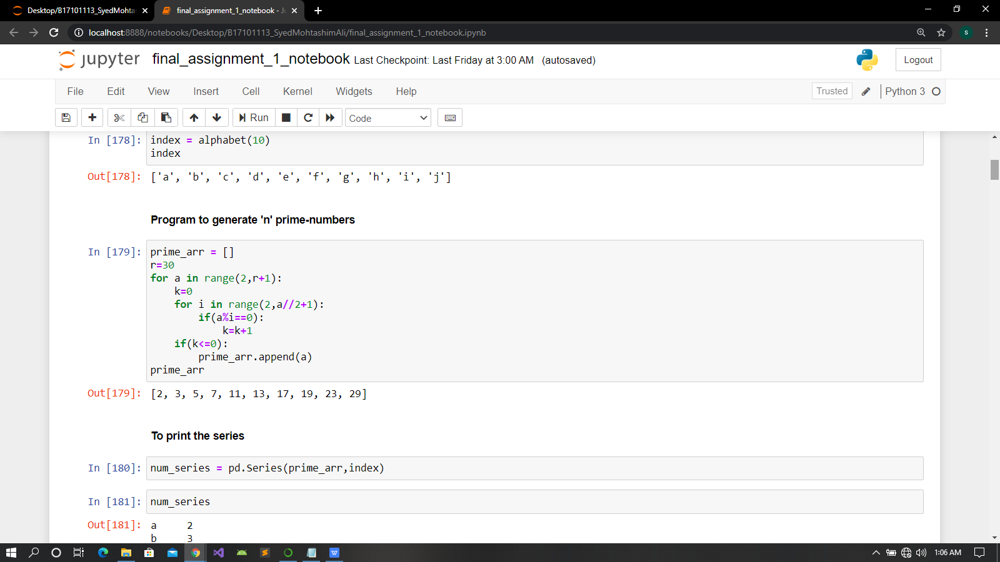 Desktop/B17101113_SyedMohta
final_assignment_1_notebook - Ju
localhost:8888/notebooks/Desktop/B17101113_SyedMohtashimAli/final_assignment_1_notebook.ipynb
S
jupyter final_assignment_1_notebook Last Checkpoint: Last Friday at 3:00 AM (autosaved)
Logout
File Edit View Insert Cell Kernel Widgets Help
Trusted
Python 3
Run
Code
In [178]: index = alphabet(10)
index
Out[178]: ['a', 'b', 'c', 'd', 'e', 'f', 'g', 'h', 'i', 'j']
Program to generate 'n' prime-numbers
In [179]: prime_arr = []
r=30
for a in range(2,r+1):
    k=0
    for i in range(2,a//2+1):
        if(a%i==0):
            k=k+1
    if(k<=0):
        prime_arr.append(a)
prime_arr
Out[179]: [2, 3, 5, 7, 11, 13, 17, 19, 23, 29]
To print the series
In [180]: num_series = pd.Series(prime_arr,index)
In [181]: num_series
Out[181]: a 2
b 3
1:06 AM